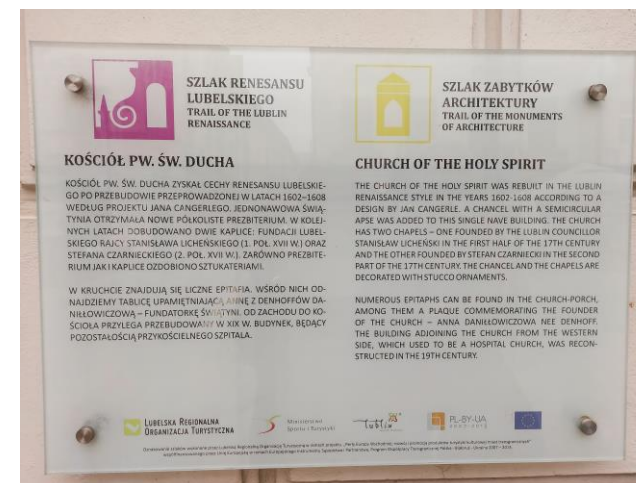 SZLAK RENESANSU
LUBELSKIEGO
TRAIL OF THE LUBLIN
RENAISSANCE
SZLAK ZABYTKÓW
ARCHITEKTURY
TRAIL OF THE MONUMENTS
OF ARCHITECTURE
KOŚCIÓŁ PW. ŚW. DUCHA
KOŚCIÓŁ PW. ŚW. DUCHA ZYSKAŁ CECHY RENESANSU LUBELSKIE-
GO PO PRZEBUDOWIE PRZEPROWADZONEJ W LATACH 1602–1608
WEDŁUG PROJEKTU JANA CANGERLEGO. JEDNONAWOWA ŚWIĄ-
TYNIA OTRZYMAŁA NOWE PÓŁKOLISTE PREZBITERIUM. W KOLEJ-
NYCH LATACH DOBUDOWANO DWIE KAPLICE: FUNDACJI LUBEL-
SKIEGO RAJCY STANISŁAWA LICHEŃSKIEGO (1. POŁ. XVII W.) ORAZ
STEFANA CZARNIECKIEGO (2. POŁ. XVII W.). ZARÓWNO PREZBITE-
RIUM JAK I KAPLICE OZDOBIONO SZTUKATERIAMI.
W KRUCHCIE ZNAJDUJĄ SIĘ LICZNE EPITAFIA. WŚRÓD NICH OD-
NAJDZIEMY TABLICĘ UPAMIĘTNIAJĄCĄ ANNĘ Z DENHOFFÓW DA-
NIŁŁOWICZOWĄ – FUNDATORKĘ ŚWIĄTYNI. OD ZACHODU DO KO-
ŚCIOŁA PRZYLEGA PRZEBUDOWANY W XIX W. BUDYNEK, BĘDĄCY
POZOSTAŁOŚCIĄ PRZYKOŚCIELNEGO SZPITALA.
CHURCH OF THE HOLY SPIRIT
THE CHURCH OF THE HOLY SPIRIT WAS REBUILT IN THE LUBLIN
RENAISSANCE STYLE IN THE YEARS 1602-1608 ACCORDING TO A
DESIGN BY JAN CANGERLE. A CHANCEL WITH A SEMICIRCULAR
APSE WAS ADDED TO THIS SINGLE NAVE BUILDING. THE CHURCH
HAS TWO CHAPELS – ONE FOUNDED BY THE LUBLIN COUNCILLOR
STANISŁAW LICHEŃSKI IN THE FIRST HALF OF THE 17TH CENTURY
AND THE OTHER FOUNDED BY STEFAN CZARNIECKI IN THE SECOND
PART OF THE 17TH CENTURY. THE CHANCEL AND THE CHAPELS ARE
DECORATED WITH STUCCO ORNAMENTS.
NUMEROUS EPITAPHS CAN BE FOUND IN THE CHURCH-PORCH,
AMONG THEM A PLAQUE COMMEMORATING THE FOUNDER
OF THE CHURCH – ANNA DANIŁŁOWICZOWA NEE DENHOFF.
THE BUILDING ADJOINING THE CHURCH FROM THE WESTERN
SIDE, WHICH USED TO BE A HOSPITAL CHURCH, WAS RECON-
STRUCTED IN THE 19TH CENTURY.
LUBELSKA REGIONALNA
ORGANIZACJA TURYSTYCZNA
Ministerstwo
Sportu i Turystyki
Lublin
PL-BY-UA